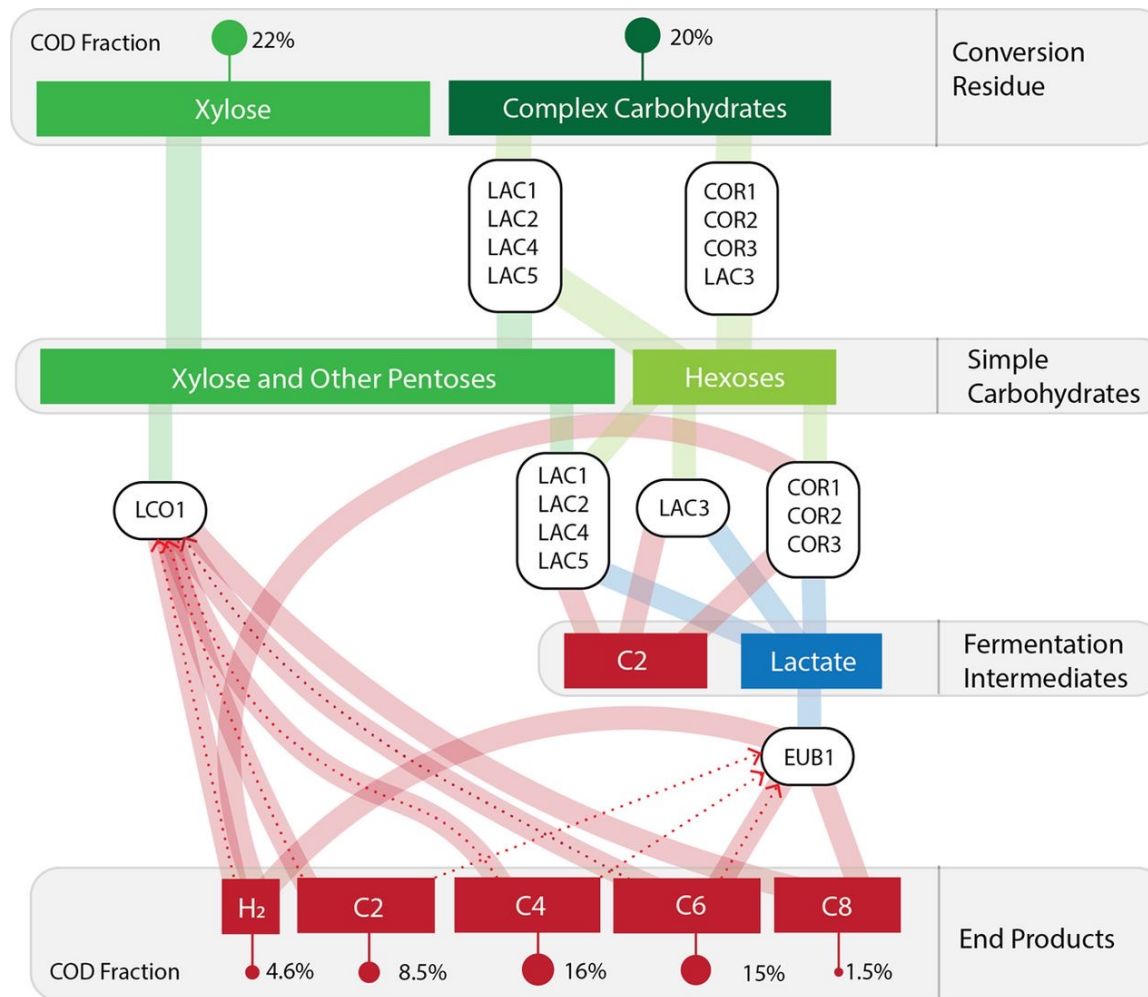 COD Fraction
22%
20%
Conversion
Residue
Xylose
Complex Carbohydrates
LAC1
LAC2
LAC4
LAC5
COR1
COR2
COR3
LAC3
Xylose and Other Pentoses
Hexoses
Simple
Carbohydrates
LCO1
LAC1
LAC2
LAC4
LAC5
LAC3
COR1
COR2
COR3
C2
Lactate
Fermentation
Intermediates
EUB1
H₂
C2
C4
C6
C8
End Products
COD Fraction
4.6%
8.5%
16%
15%
1.5%